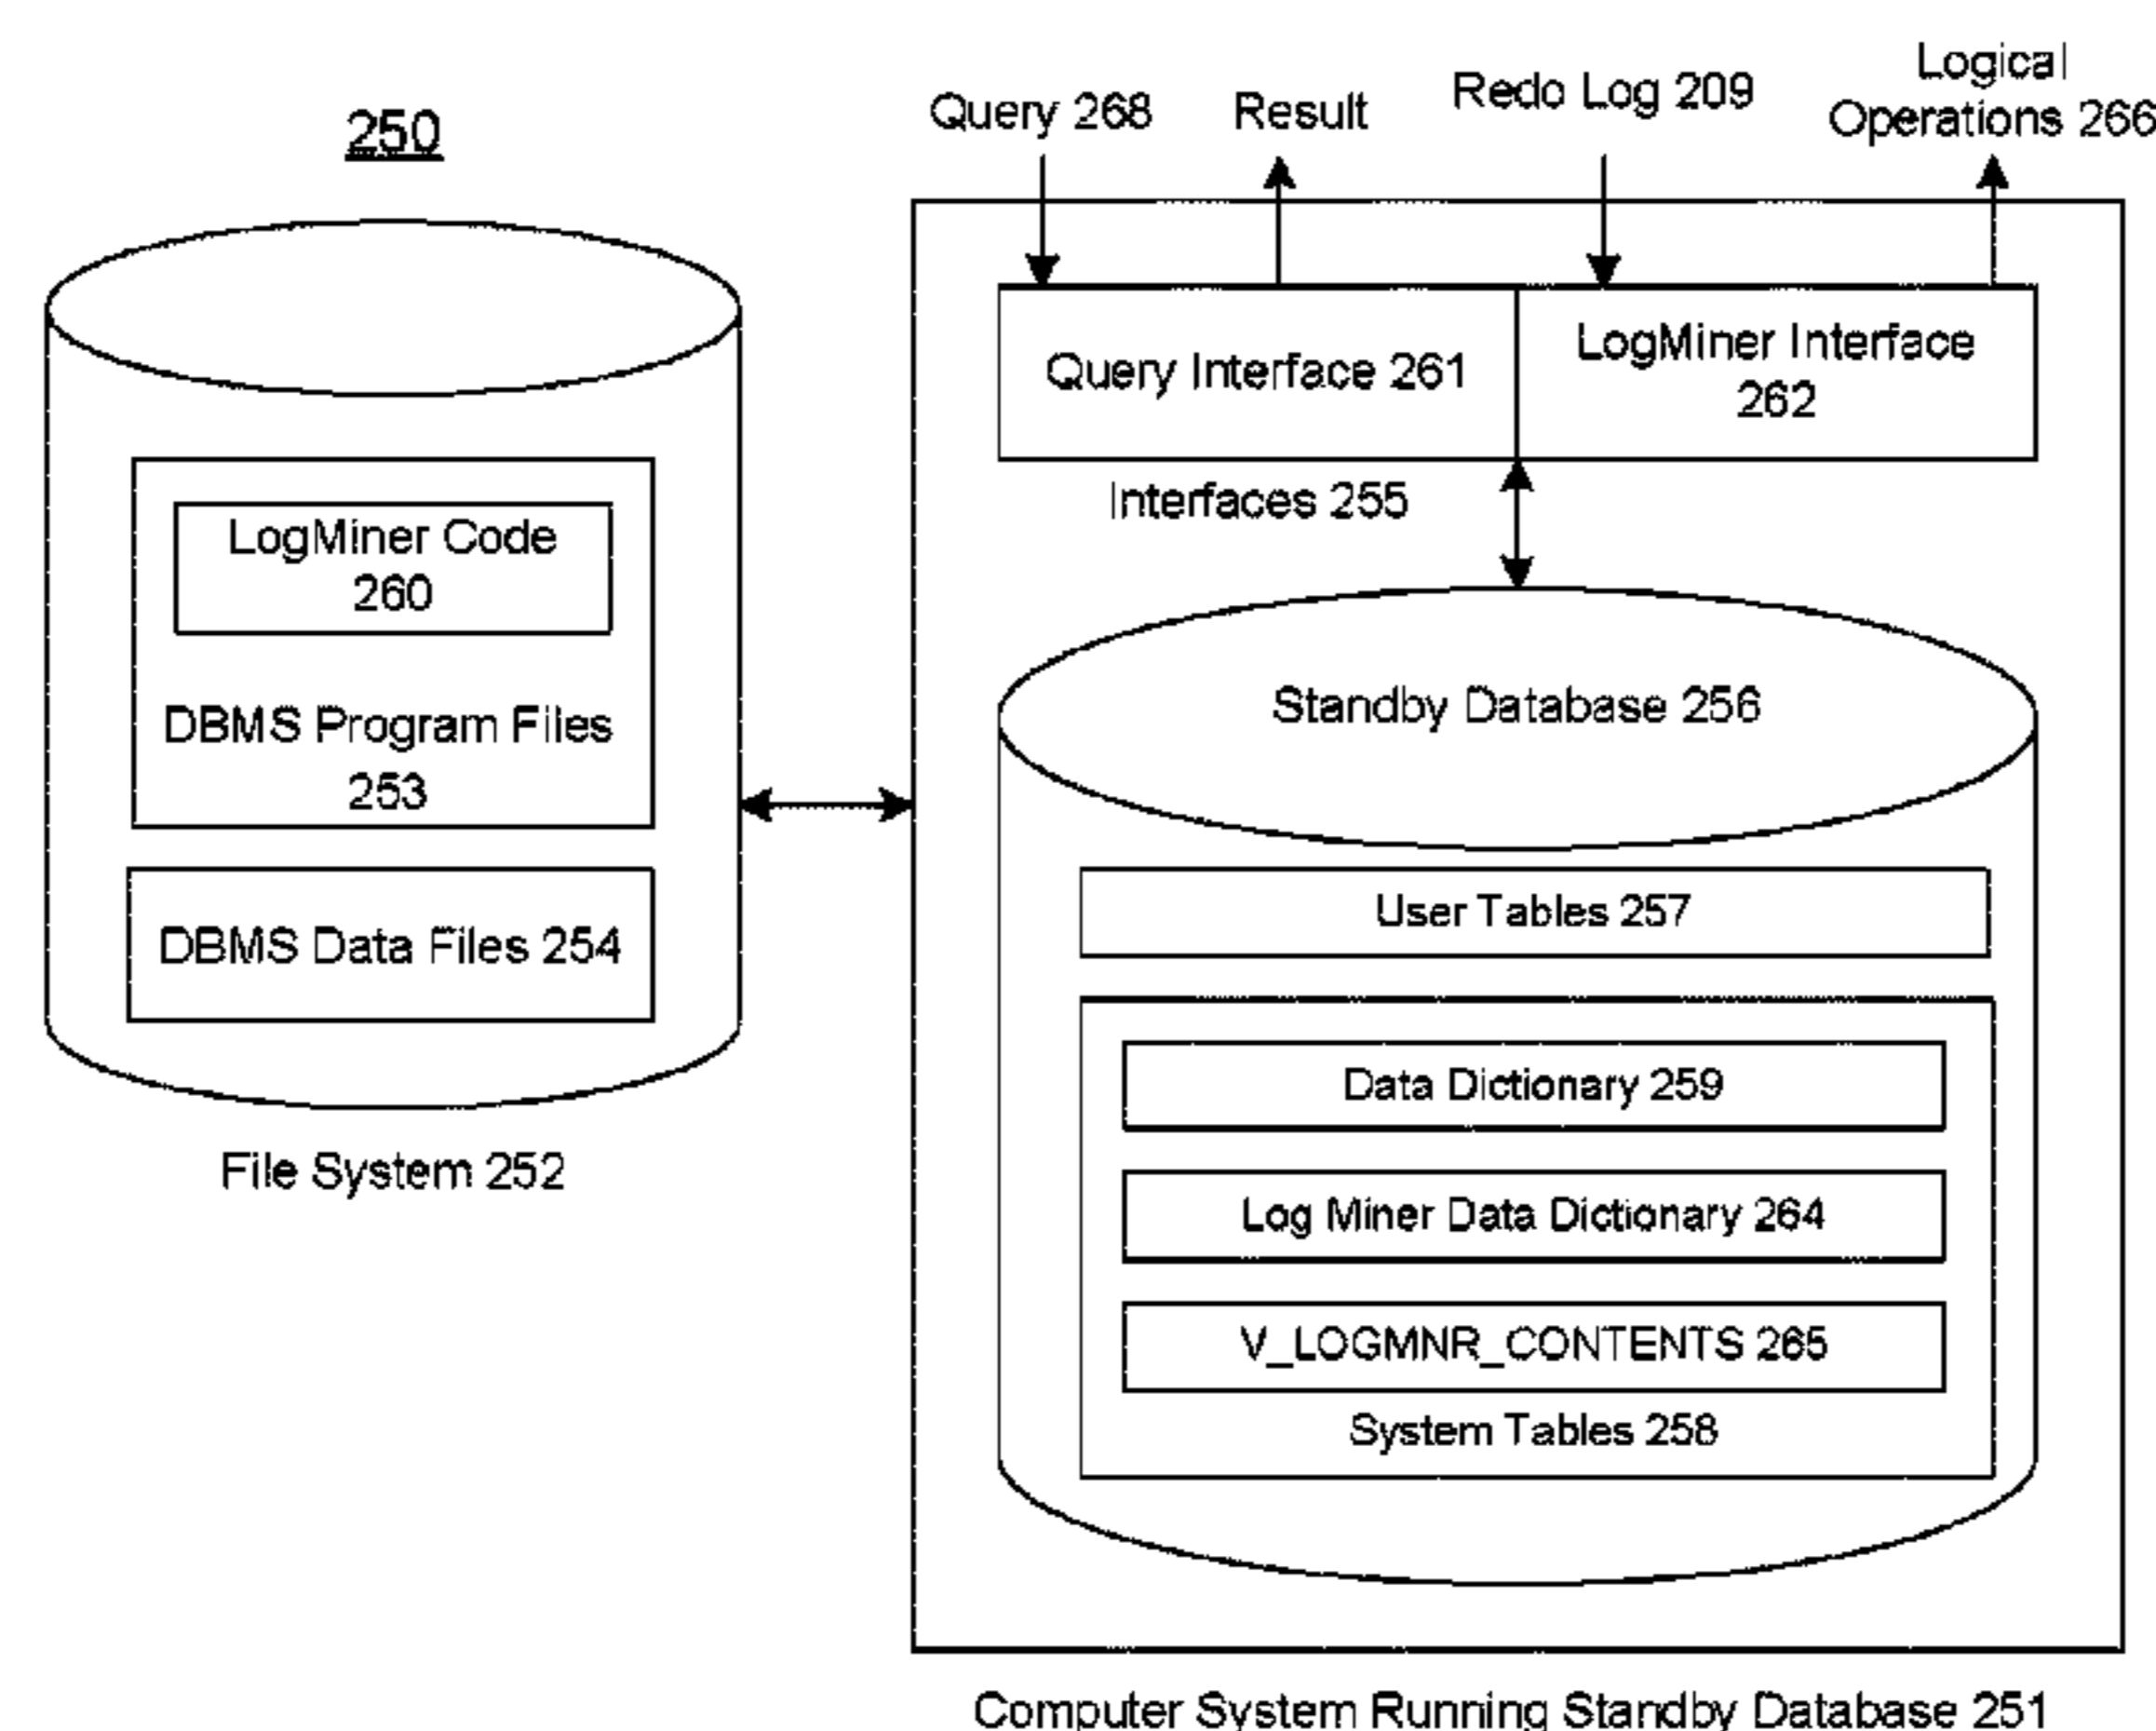 250
Query 268
Result
Redo Log 209
Logical
Operations 266
Query Interface 261
LogMiner Interface
262
Interfaces 255
LogMiner Code
260
DBMS Program Files
253
DBMS Data Files 254
File System 252
Standby Database 256
User Tables 257
Data Dictionary 259
Log Miner Data Dictionary 264
V_LOGMNR_CONTENTS 265
System Tables 258
Computer System Running Standby Database 251